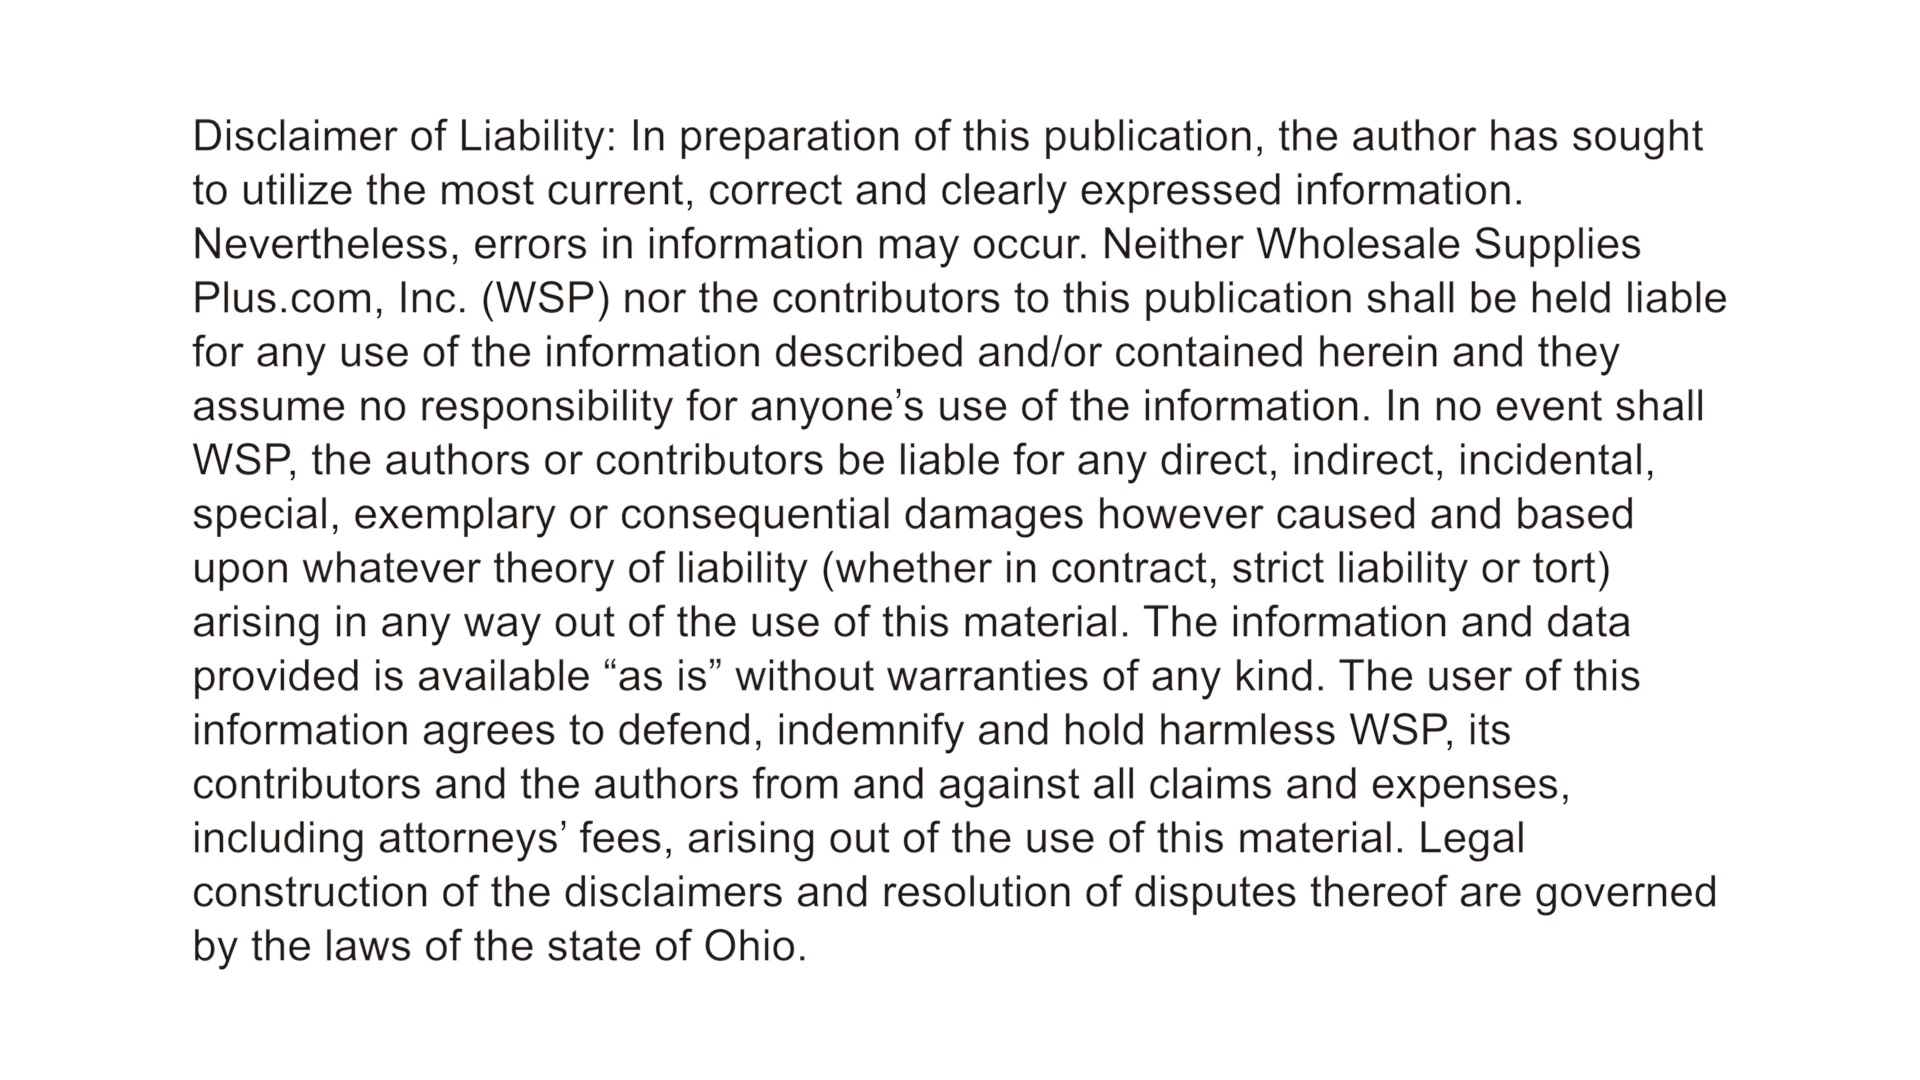 Disclaimer of Liability: In preparation of this publication, the author has sought
to utilize the most current, correct and clearly expressed information.
Nevertheless, errors in information may occur. Neither Wholesale Supplies
Plus.com, Inc. (WSP) nor the contributors to this publication shall be held liable
for any use of the information described and/or contained herein and they
assume no responsibility for anyone’s use of the information. In no event shall
WSP, the authors or contributors be liable for any direct, indirect, incidental,
special, exemplary or consequential damages however caused and based
upon whatever theory of liability (whether in contract, strict liability or tort)
arising in any way out of the use of this material. The information and data
provided is available “as is” without warranties of any kind. The user of this
information agrees to defend, indemnify and hold harmless WSP, its
contributors and the authors from and against all claims and expenses,
including attorneys’ fees, arising out of the use of this material. Legal
construction of the disclaimers and resolution of disputes thereof are governed
by the laws of the state of Ohio.